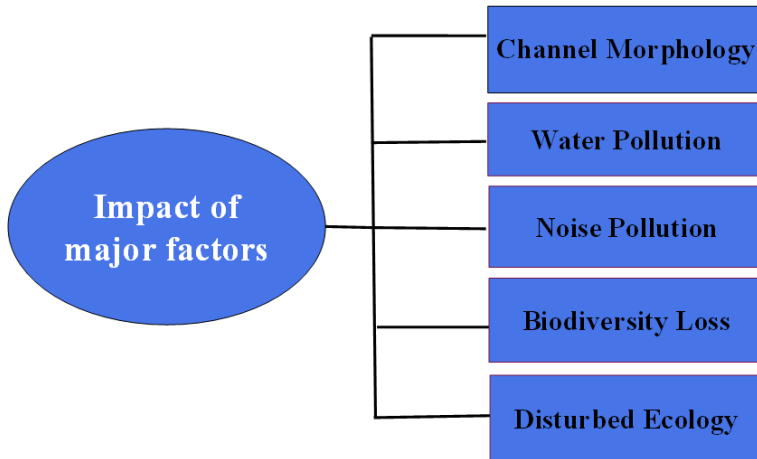 Impact of
major factors
Channel Morphology
Water Pollution
Noise Pollution
Biodiversity Loss
Disturbed Ecology